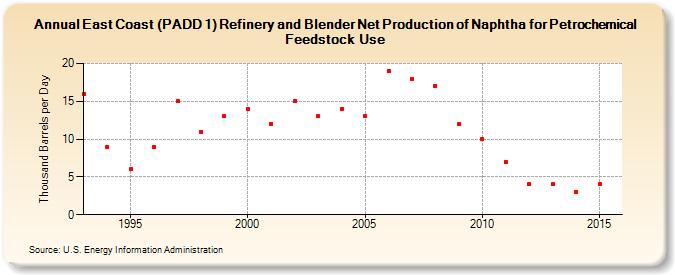 Annual East Coast (PADD 1) Refinery and Blender Net Production of Naphtha for Petrochemical
Feedstock Use
Thousand Barrels per Day
20
15
10
5
0
1995 2000 2005 2010 2015
Source: U.S. Energy Information Administration